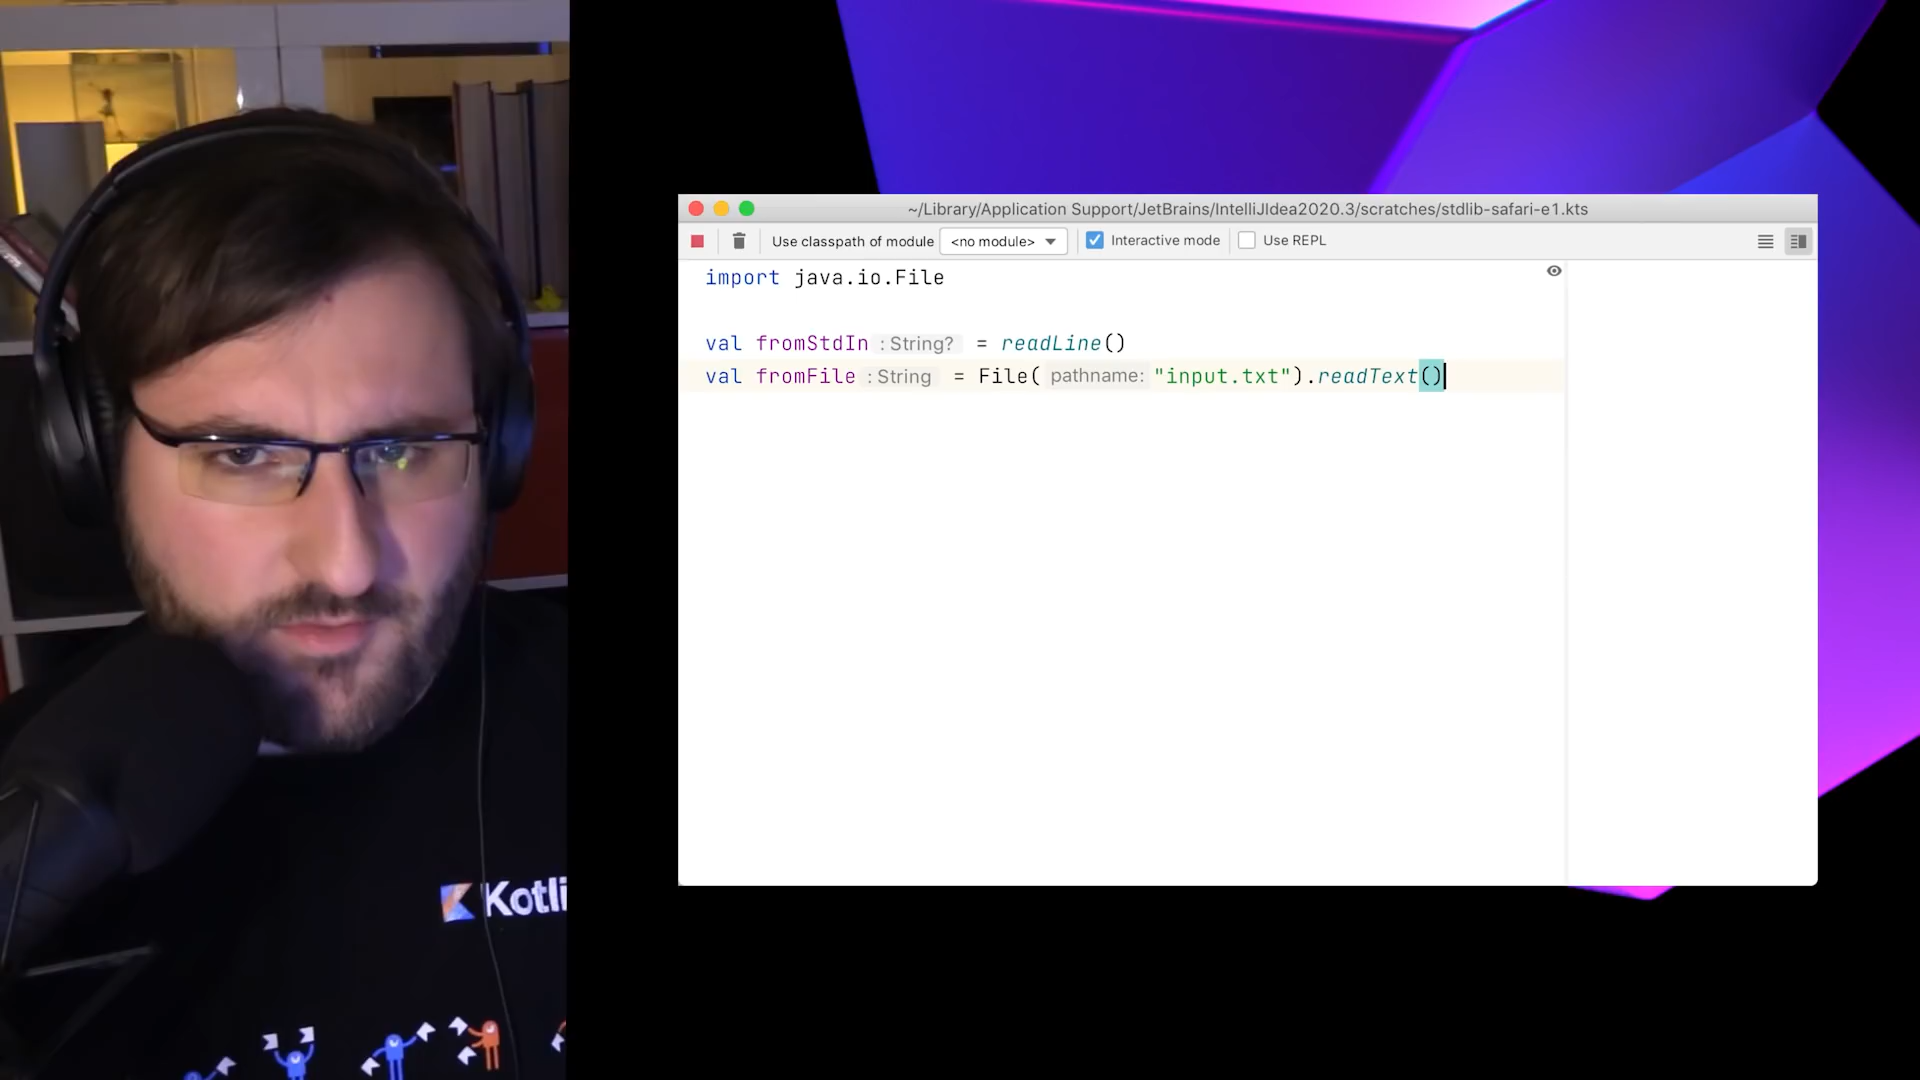 ~/Library/Application Support/JetBrains/IntelliJIdea2020.3/scratches/stdlib-safari-e1.kts
Use classpath of module <no module> Interactive mode Use REPL
import java.io.File
val fromStdIn : String? = readLine()
val fromFile : String = File( pathname: "input.txt").readText()
Kotli